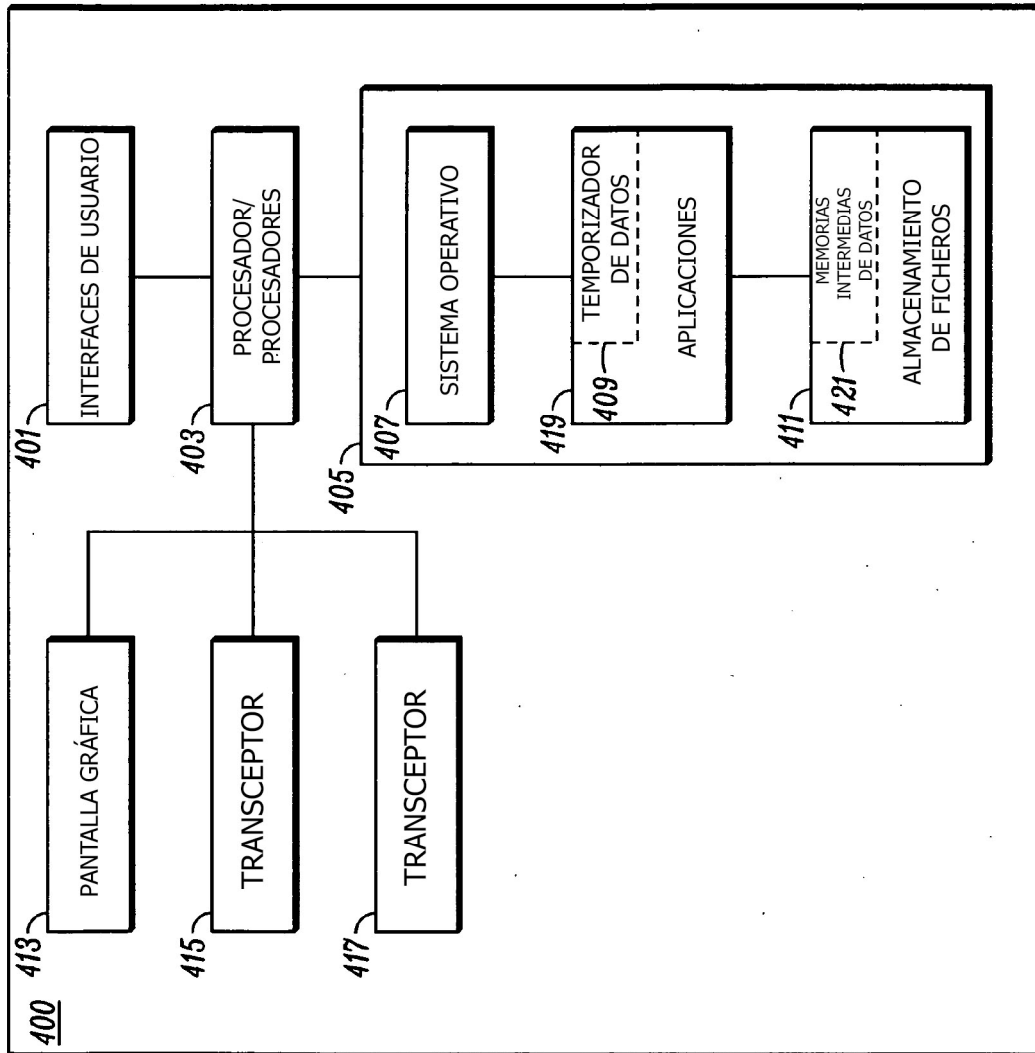 400
413
PANTALLA GRÁFICA
415
TRANSCEPTOR
417
TRANSCEPTOR
401
INTERFACES DE USUARIO
403
PROCESADOR/
PROCESADORES
405
407
SISTEMA OPERATIVO
419
TEMPORIZADOR
DE DATOS
409
APLICACIONES
411
MEMORIAS
INTERMEDIAS
DE DATOS
421
ALMACENAMIENTO
DE FICHEROS